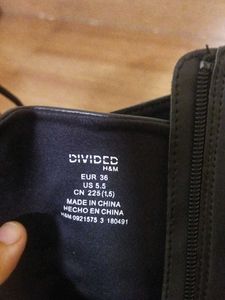 DIVIDED
H&M
EUR 36
US 5.5
CN 225(1,5)
MADE IN CHINA
HECHO EN CHINA
H&M 0921575 3 180491